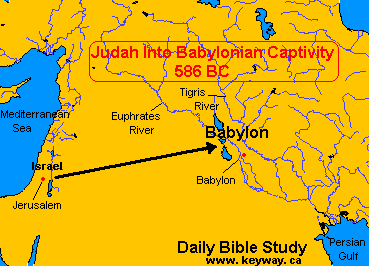 Judah Into Babylonian Captivity
586 BC
Tigris
River
Mediterranean
Sea
Euphrates
River
Babylon
Israel
Babylon
Jerusalem
Persian
Gulf
Daily Bible Study
www.keyway.ca